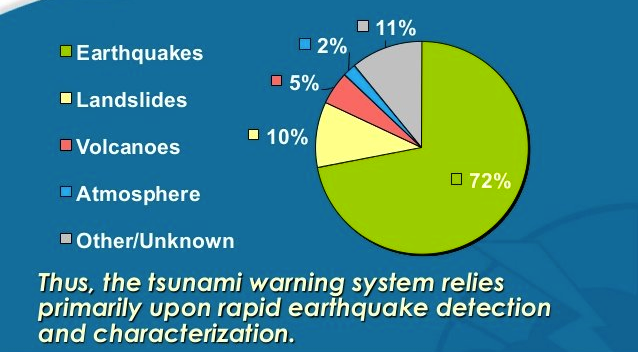 11%
2%
Earthquakes
5%
Landslides
10%
Volcanoes
72%
Atmosphere
Other/Unknown
Thus, the tsunami warning system relies
primarily upon rapid earthquake detection
and characterization.